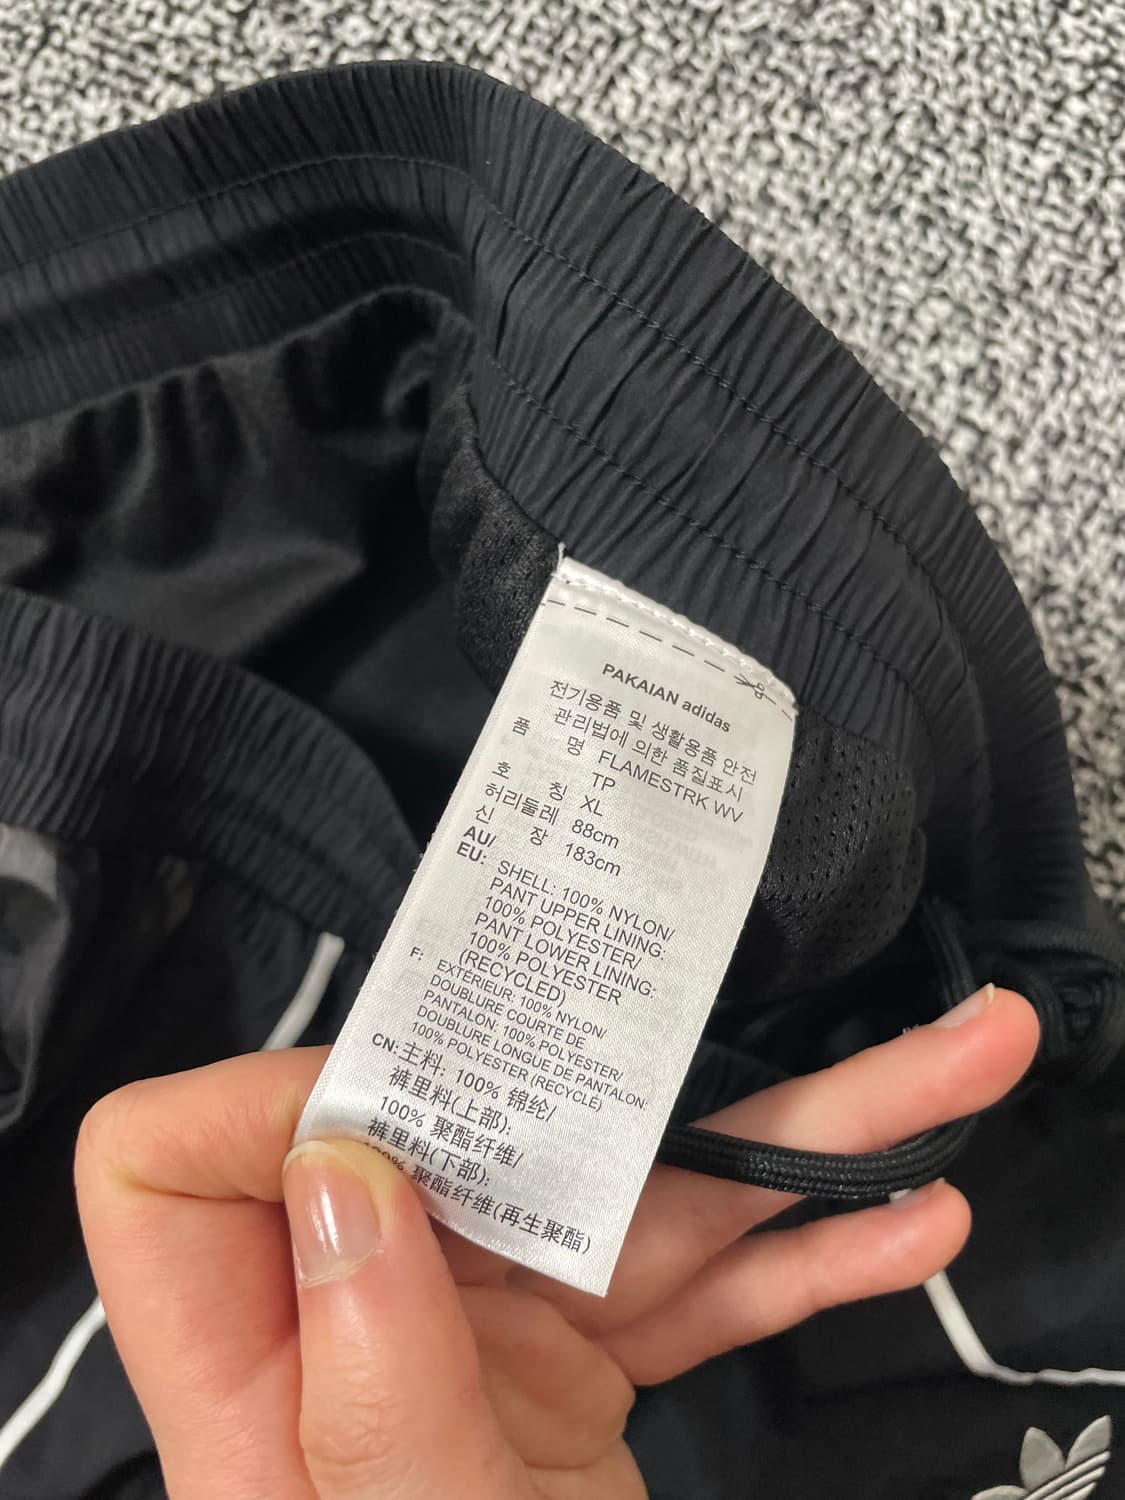 PAKAIAN adidas
전기용품 및 생활용품 안전
관리법에 의한 품질표시
품 명 FLAMESTRK WV
TP
호 칭 XL
허리둘레 88cm
신 장 183cm
AU/
EU: SHELL: 100% NYLON/
PANT UPPER LINING:
100% POLYESTER/
PANT LOWER LINING:
100% POLYESTER
(RECYCLED)
F: EXTÉRIEUR: 100% NYLON/
DOUBLURE COURTE DE
PANTALON: 100% POLYESTER/
DOUBLURE LONGUE DE PANTALON:
100% POLYESTER (RECYCLÉ)
CN: 主料: 100% 锦纶/
裤里料(上部):
100% 聚酯纤维/
裤里料(下部):
100% 聚酯纤维(再生聚酯)